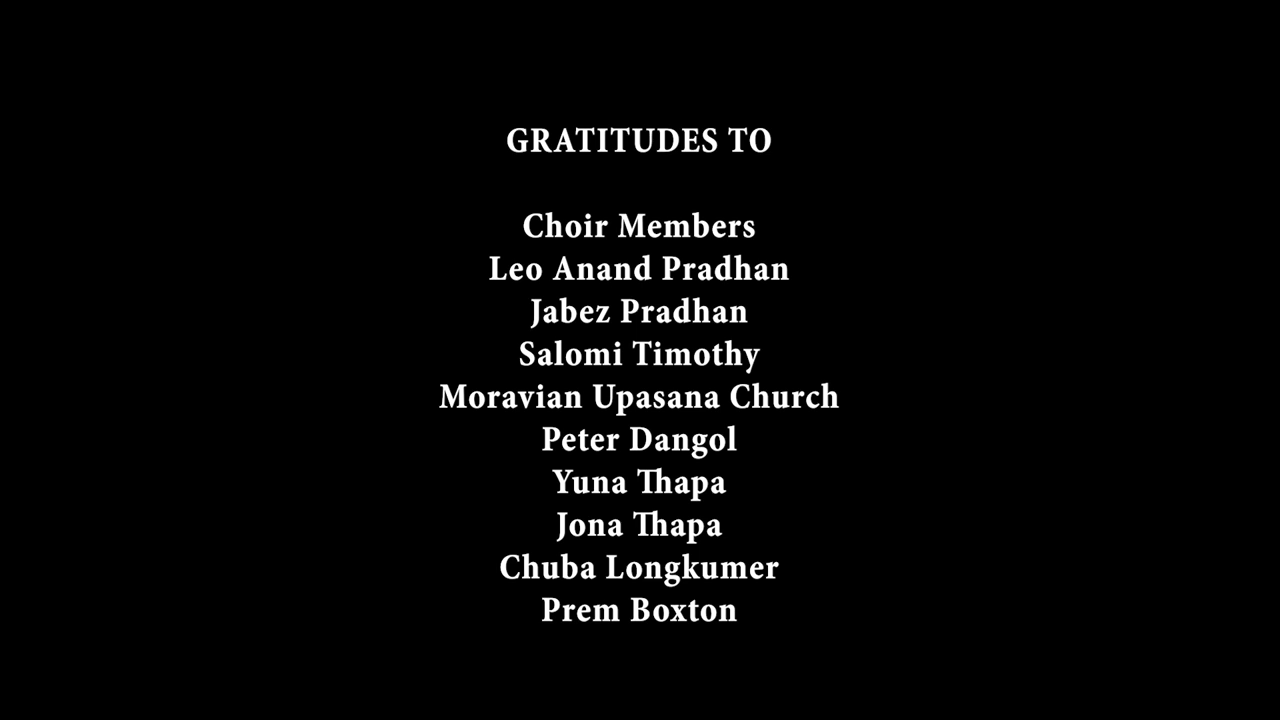 GRATITUDES TO
Choir Members
Leo Anand Pradhan
Jabez Pradhan
Salomi Timothy
Moravian Upasana Church
Peter Dangol
Yuna Thapa
Jona Thapa
Chuba Longkumer
Prem Boxton